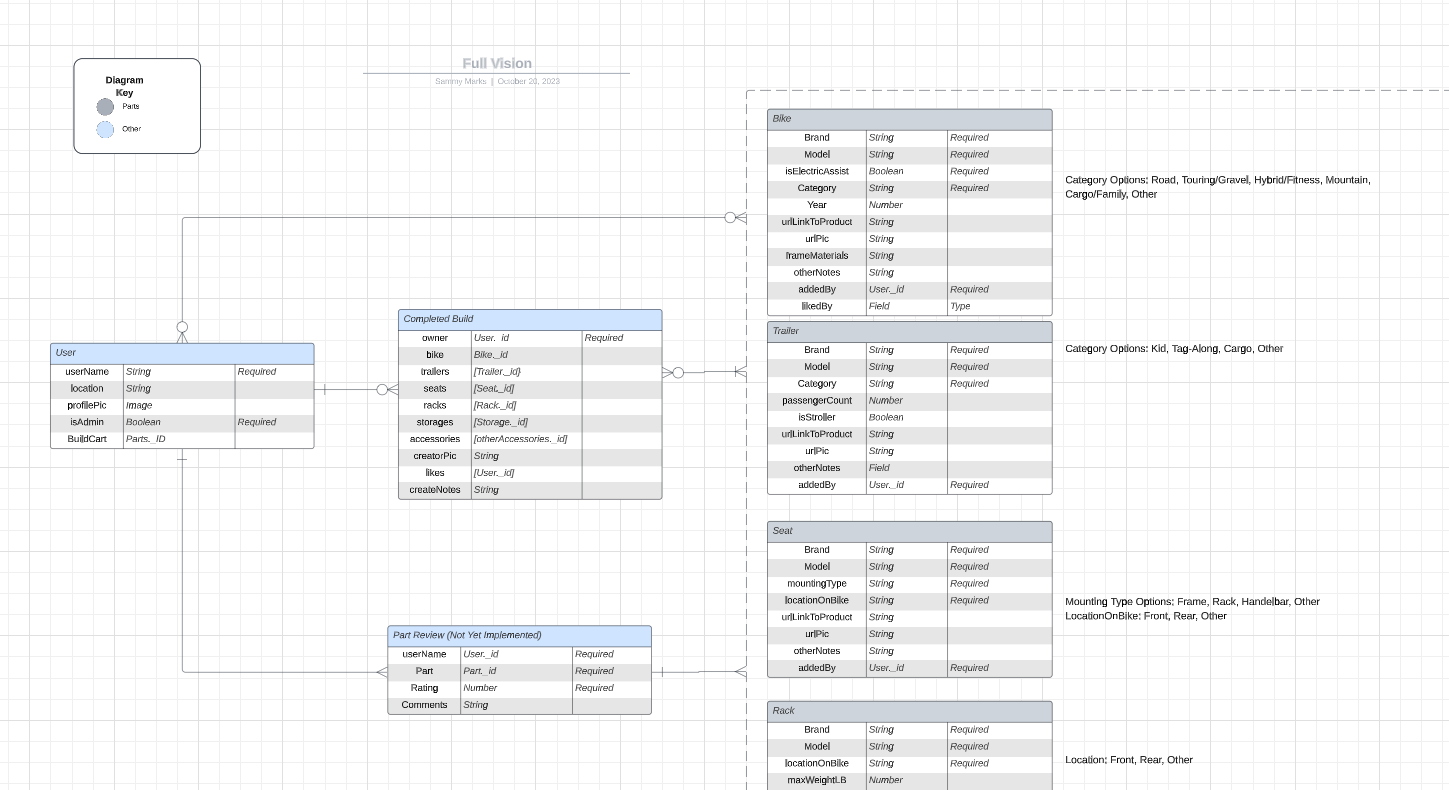 Full Vision
Sammy Marks | October 20, 2023
Diagram
Key
Parts
Other
User
userName String Required
location String
profilePic Image
isAdmin Boolean Required
BuildCart Parts._ID
Completed Build
owner User._id Required
bike Bike._id
trailers [Trailer._id}
seats [Seat._id]
racks [Rack._id]
storages [Storage._id]
accessories [otherAccessories._id]
creatorPic String
likes [User._id]
createNotes String
Part Review (Not Yet Implemented)
userName User._id Required
Part Part._id Required
Rating Number Required
Comments String
Bike
Brand String Required
Model String Required
isElectricAssist Boolean Required
Category String Required
Year Number
urlLinkToProduct String
urlPic String
frameMaterials String
otherNotes String
addedBy User._id Required
likedBy Field Type
Category Options: Road, Touring/Gravel, Hybrid/Fitness, Mountain,
Cargo/Family, Other
Trailer
Brand String Required
Model String Required
Category String Required
passengerCount Number
isStroller Boolean
urlLinkToProduct String
urlPic String
otherNotes Field
addedBy User._id Required
Category Options: Kid, Tag-Along, Cargo, Other
Seat
Brand String Required
Model String Required
mountingType String Required
locationOnBike String Required
urlLinkToProduct String
urlPic String
otherNotes String
addedBy User._id Required
Mounting Type Options: Frame, Rack, Handelbar, Other
LocationOnBike: Front, Rear, Other
Rack
Brand String Required
Model String Required
locationOnBike String Required
maxWeightLB Number
Location: Front, Rear, Other